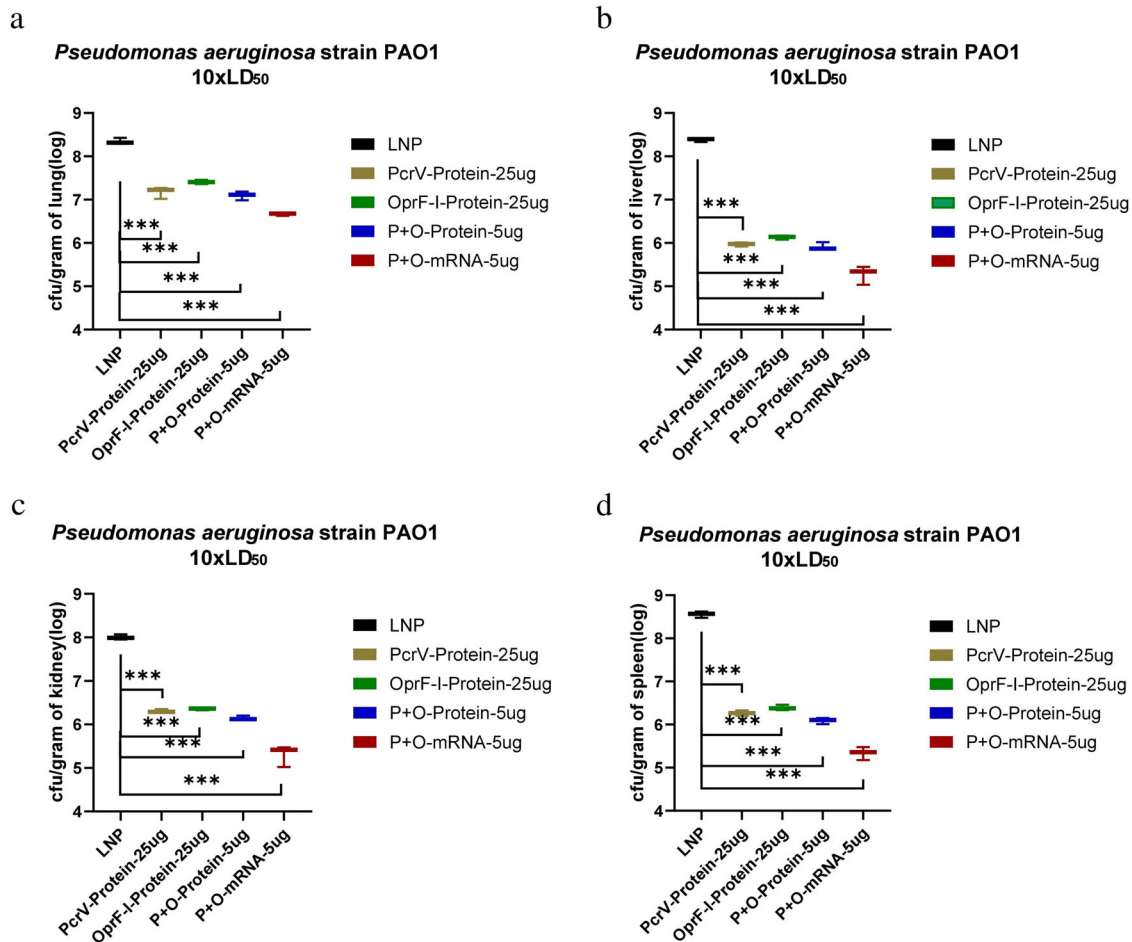 a
Pseudomonas aeruginosa strain PAO1
10xLD50
cfu/gram of lung(log)
9
8
7
6
5
4
***
***
***
***
LNP
PcrV-Protein-25ug
OprF-I-Protein-25ug
P+O-Protein-5ug
P+O-mRNA-5ug
LNP
PcrV-Protein-25ug
OprF-I-Protein-25ug
P+O-Protein-5ug
P+O-mRNA-5ug
b
Pseudomonas aeruginosa strain PAO1
10xLD50
cfu/gram of liver(log)
9
8
7
6
5
4
***
***
***
***
LNP
PcrV-Protein-25ug
OprF-I-Protein-25ug
P+O-Protein-5ug
P+O-mRNA-5ug
LNP
PcrV-Protein-25ug
OprF-I-Protein-25ug
P+O-Protein-5ug
P+O-mRNA-5ug
c
Pseudomonas aeruginosa strain PAO1
10xLD50
cfu/gram of kidney(log)
9
8
7
6
5
4
***
***
***
***
LNP
PcrV-Protein-25ug
OprF-I-Protein-25ug
P+O-Protein-5ug
P+O-mRNA-5ug
LNP
PcrV-Protein-25ug
OprF-I-Protein-25ug
P+O-Protein-5ug
P+O-mRNA-5ug
d
Pseudomonas aeruginosa strain PAO1
10xLD50
cfu/gram of spleen(log)
9
8
7
6
5
4
***
***
***
***
LNP
PcrV-Protein-25ug
OprF-I-Protein-25ug
P+O-Protein-5ug
P+O-mRNA-5ug
LNP
PcrV-Protein-25ug
OprF-I-Protein-25ug
P+O-Protein-5ug
P+O-mRNA-5ug